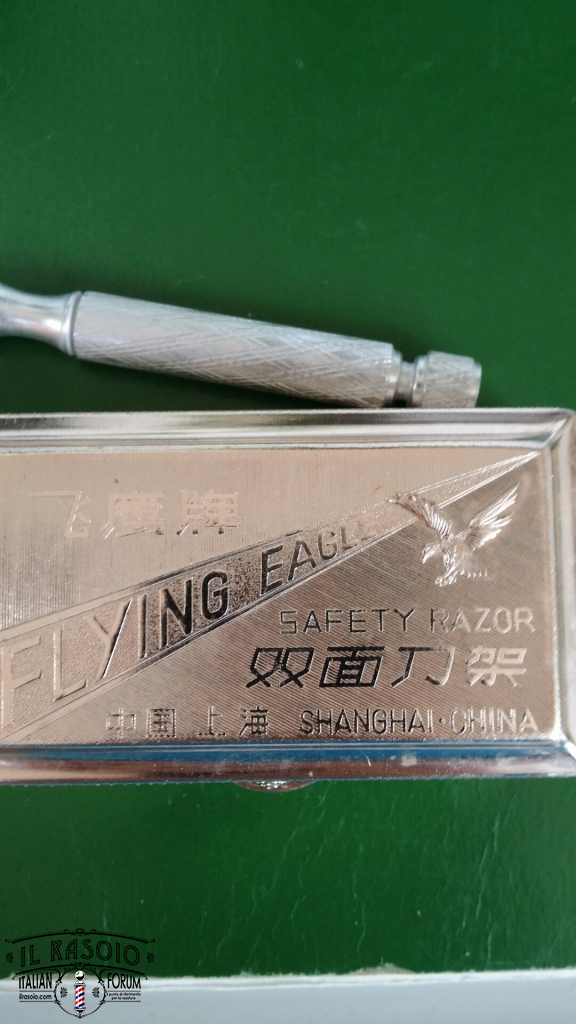 飞鹰牌
FLYING EAGLE
SAFETY RAZOR
双面刀架
中国上海 SHANGHAI·CHINA
IL RASOIO
ITALIAN FORUM
ilrasoio.com